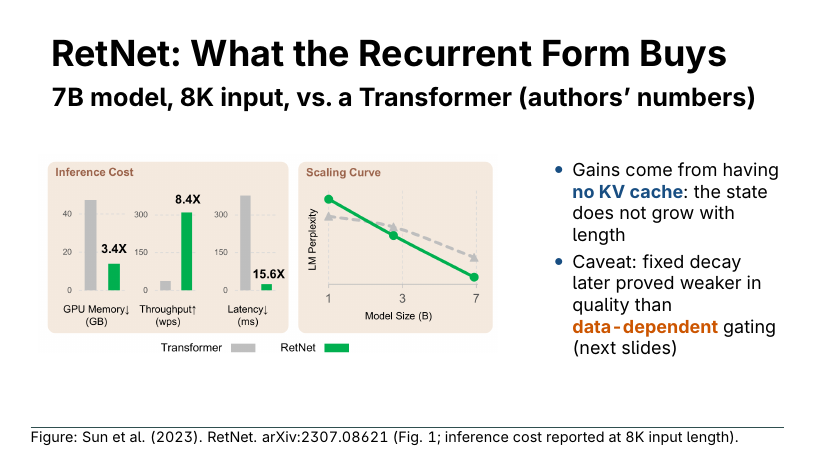 RetNet: What the Recurrent Form Buys
7B model, 8K input, vs. a Transformer (authors’ numbers)
Inference Cost
40
20
0
3.4X
GPU Memory↓
(GB)
300
150
0
8.4X
Throughput↑
(wps)
300
150
0
15.6X
Latency↓
(ms)
Scaling Curve
LM Perplexity
1
3
7
Model Size (B)
Transformer
RetNet
• Gains come from having
no KV cache: the state
does not grow with
length
• Caveat: fixed decay
later proved weaker in
quality than
data-dependent gating
(next slides)
Figure: Sun et al. (2023). RetNet. arXiv:2307.08621 (Fig. 1; inference cost reported at 8K input length).